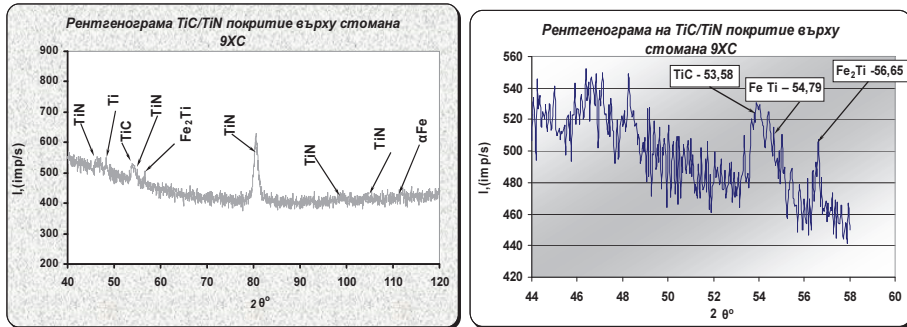 Рентгенограма TiC/TiN покритие върху стомана
9ХС
900
800
700
600
500
400
300
200
I,(imp/s)
TiN
Ti
TiC
TiN
Fe2Ti
TiN
TiN
TiN
αFe
40 50 60 70 80 90 100 110 120
2 θº
Рентгенограма на TiC/TiN покритие върху
стомана 9ХС
560
540
520
500
480
460
440
420
I,(imp/s)
TiC - 53,58
Fe Ti – 54,79
Fe2Ti -56,65
44 46 48 50 52 54 56 58 60
2 θº